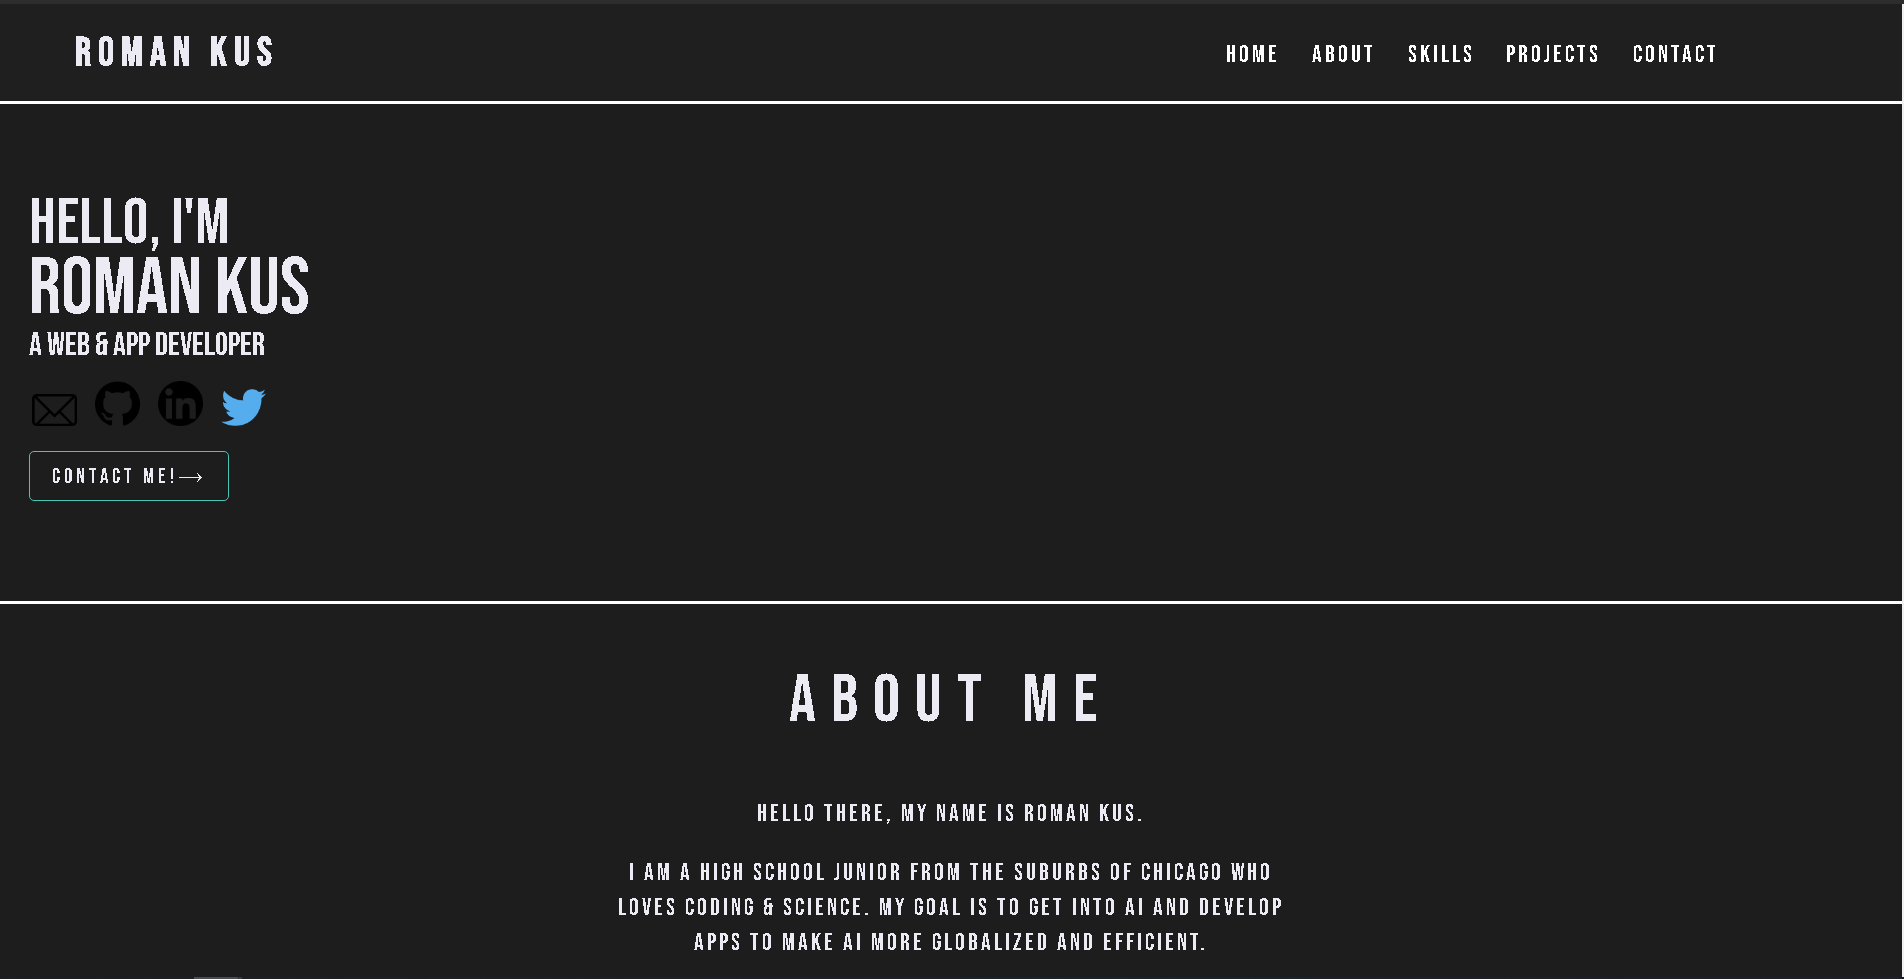 ROMAN KUS
HOME ABOUT SKILLS PROJECTS CONTACT
HELLO, I'M
ROMAN KUS
A WEB & APP DEVELOPER
in
CONTACT ME!⟶
ABOUT ME
HELLO THERE, MY NAME IS ROMAN KUS.
I AM A HIGH SCHOOL JUNIOR FROM THE SUBURBS OF CHICAGO WHO
LOVES CODING & SCIENCE. MY GOAL IS TO GET INTO AI AND DEVELOP
APPS TO MAKE AI MORE GLOBALIZED AND EFFICIENT.